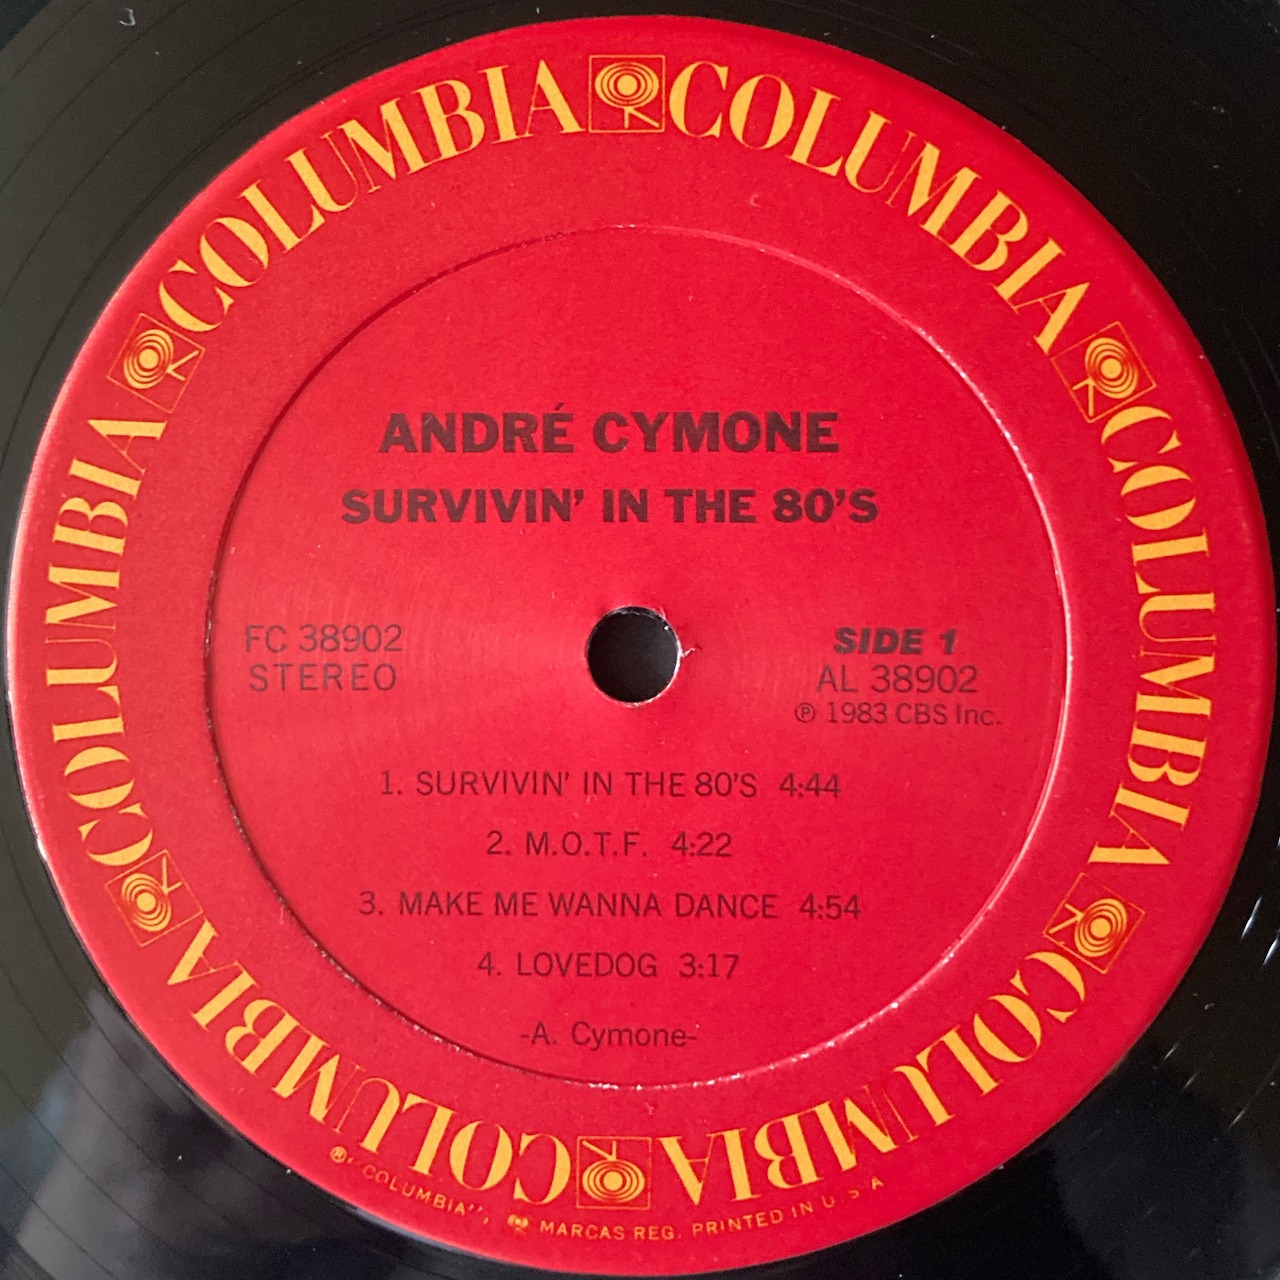 COLUMBIA COLUMBIA COLUMBIA COLUMBIA COLUMBIA COLUMBIA
ANDRÉ CYMONE
SURVIVIN' IN THE 80'S
FC 38902
STEREO
SIDE 1
AL 38902
℗ 1983 CBS Inc.
1. SURVIVIN' IN THE 80'S 4:44
2. M.O.T.F. 4:22
3. MAKE ME WANNA DANCE 4:54
4. LOVEDOG 3:17
-A. Cymone-
® "COLUMBIA", MARCAS REG. PRINTED IN U S A